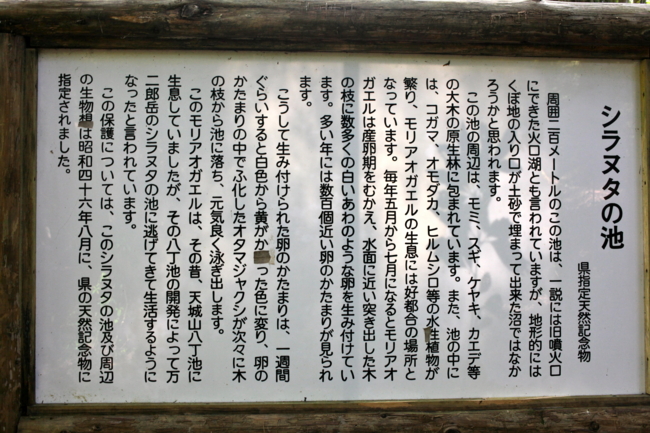 シラヌタの池
県指定天然記念物
周囲二百メートルのこの池は、一説には旧噴火口
にできた火口湖とも言われていますが、地形的には
くぼ地の入り口が土砂で埋まって出来た沼ではなか
ろうかと思われます。
この池の周辺は、モミ、スギ、ケヤキ、カエデ等
の大木の原生林に包まれています。また、池の中に
は、コガマ、オモダカ、ヒルムシロ等の水生植物が
繁り、モリアオガエルの生息には好都合の場所と
なっています。毎年五月から七月になるとモリアオ
ガエルは産卵期をむかえ、水面に近い突き出した木
の枝に数多くの白いあわのような卵を生み付けてい
ます。多い年には数百個近い卵のかたまりが見られ
ます。
こうして生み付けられた卵のかたまりは、一週間
ぐらいすると白色から黄がかった色に変り、卵の
かたまりの中でふ化したオタマジャクシが次々に木
の枝から池に落ち、元気良く泳ぎ出します。
このモリアオガエルは、その昔、天城山八丁池に
生息していましたが、その八丁池の開発によって万
二郎岳のシラヌタの池に逃げてきて生活するように
なったと言われています。
この保護については、このシラヌタの池及び周辺
の生物相は昭和四十六年八月に、県の天然記念物に
指定されました。